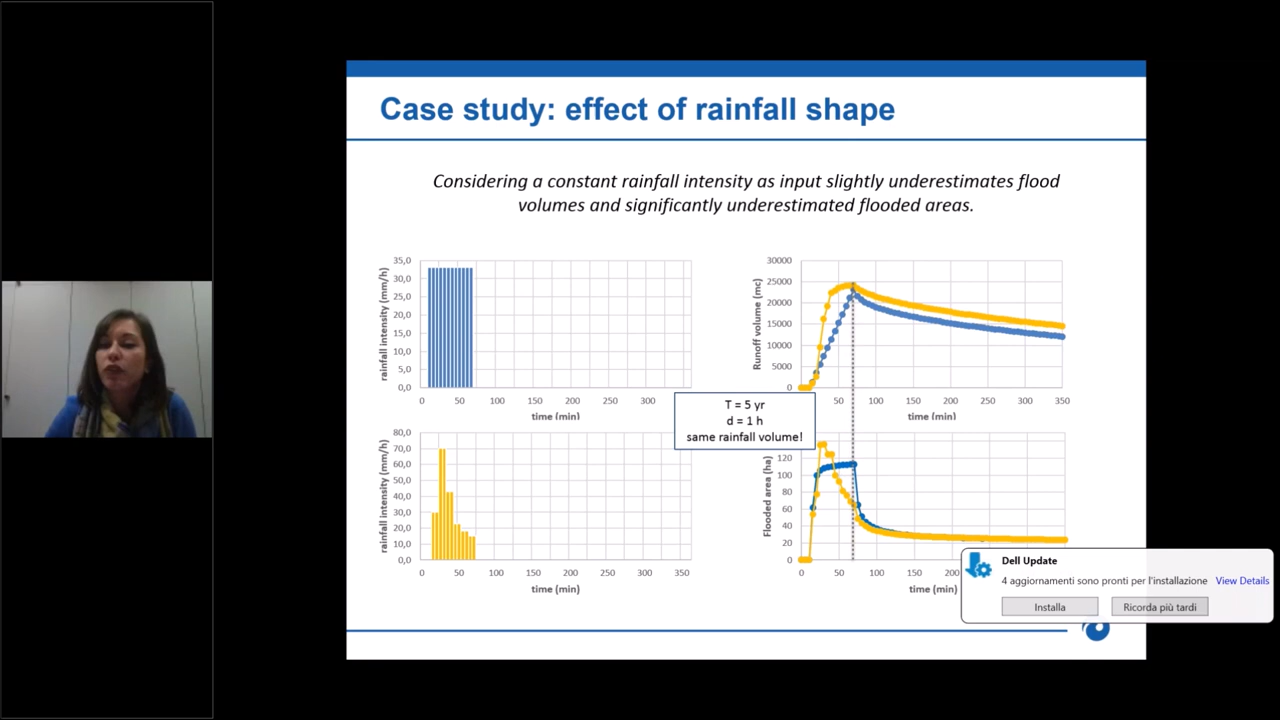 Case study: effect of rainfall shape
Considering a constant rainfall intensity as input slightly underestimates flood
volumes and significantly underestimated flooded areas.
rainfall intensity (mm/h)
35,0
30,0
25,0
20,0
15,0
10,0
5,0
0,0
0 50 100 150 200 250 300
time (min)
Runoff volume (mc)
30000
25000
20000
15000
10000
5000
0
0 50 100 150 200 250 300 350
time (min)
T = 5 yr
d = 1 h
same rainfall volume!
rainfall intensity (mm/h)
80,0
70,0
60,0
50,0
40,0
30,0
20,0
10,0
0,0
0 50 100 150 200 250 300 350
time (min)
Flooded area (ha)
120
100
80
60
40
20
0
0 50 100 150 200
time (min)
Dell Update
4 aggiornamenti sono pronti per l'installazione View Details
Installa Ricorda più tardi